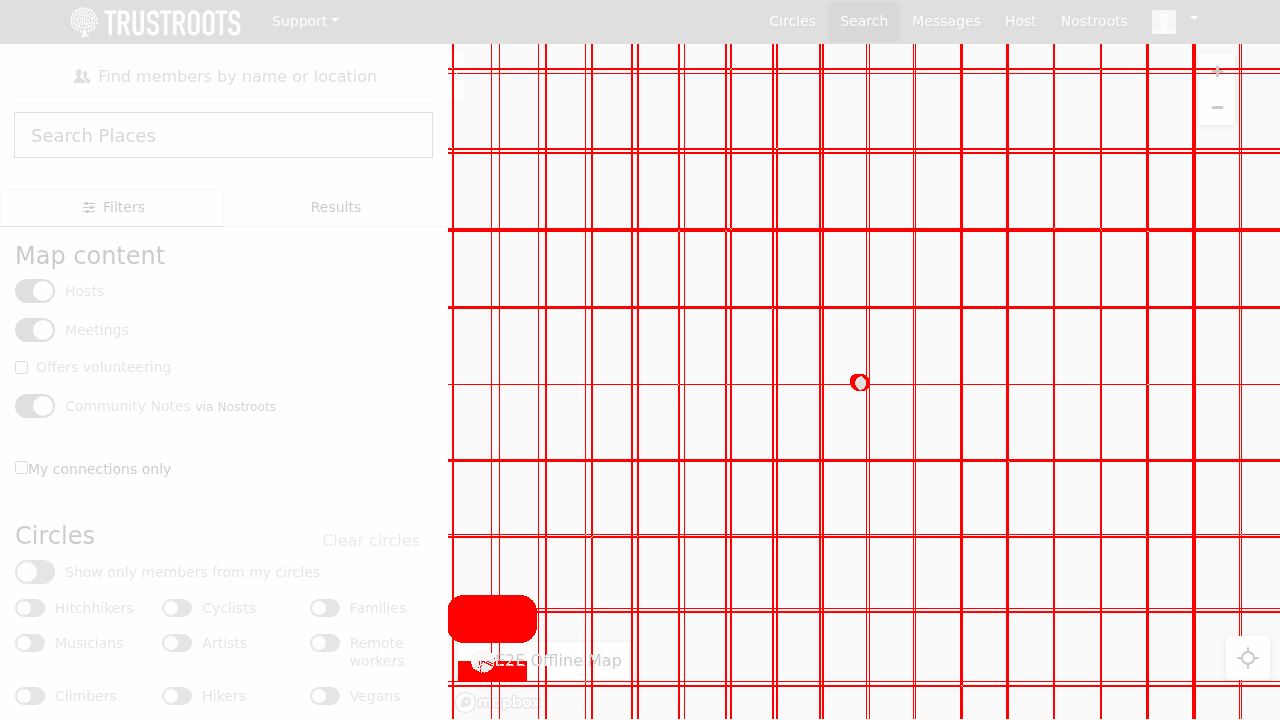 TRUSTROOTS
Support
Circles
Search
Messages
Host
Nostroots
Find members by name or location
Search Places
Filters
Results
Map content
Hosts
Meetings
Offers volunteering
Community Notes via Nostroots
My connections only
Circles
Clear circles
Show only members from my circles
Hitchhikers
Cyclists
Families
Musicians
Artists
Remote
workers
Climbers
Hikers
Vegans
E2E Offline Map
mapbox